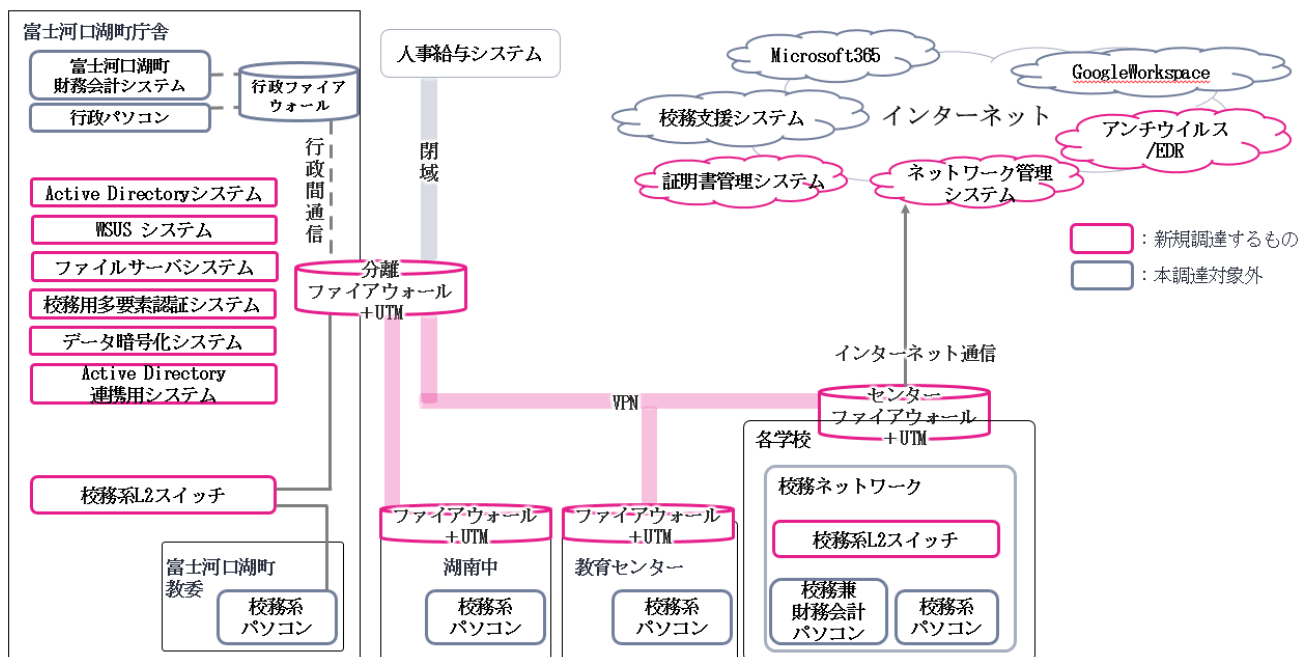 富士河口湖町庁舎
富士河口湖町
財務会計システム
行政パソコン
行政ファイア
ウォール
行政間通信
Active Directoryシステム
WSUS システム
ファイルサーバシステム
校務用多要素認証システム
データ暗号化システム
Active Directory
連携用システム
校務系L2スイッチ
富士河口湖町
教委
校務系
パソコン
人事給与システム
閉域
分離
ファイアウォール
+UTM
VPN
ファイアウォール
+UTM
湖南中
校務系
パソコン
ファイアウォール
+UTM
教育センター
校務系
パソコン
Microsoft365
GoogleWorkspace
校務支援システム
インターネット
アンチウイルス
/EDR
証明書管理システム
ネットワーク管理
システム
:新規調達するもの
:本調達対象外
インターネット通信
センター
ファイアウォール
+UTM
各学校
校務ネットワーク
校務系L2スイッチ
校務兼
財務会計
パソコン
校務系
パソコン